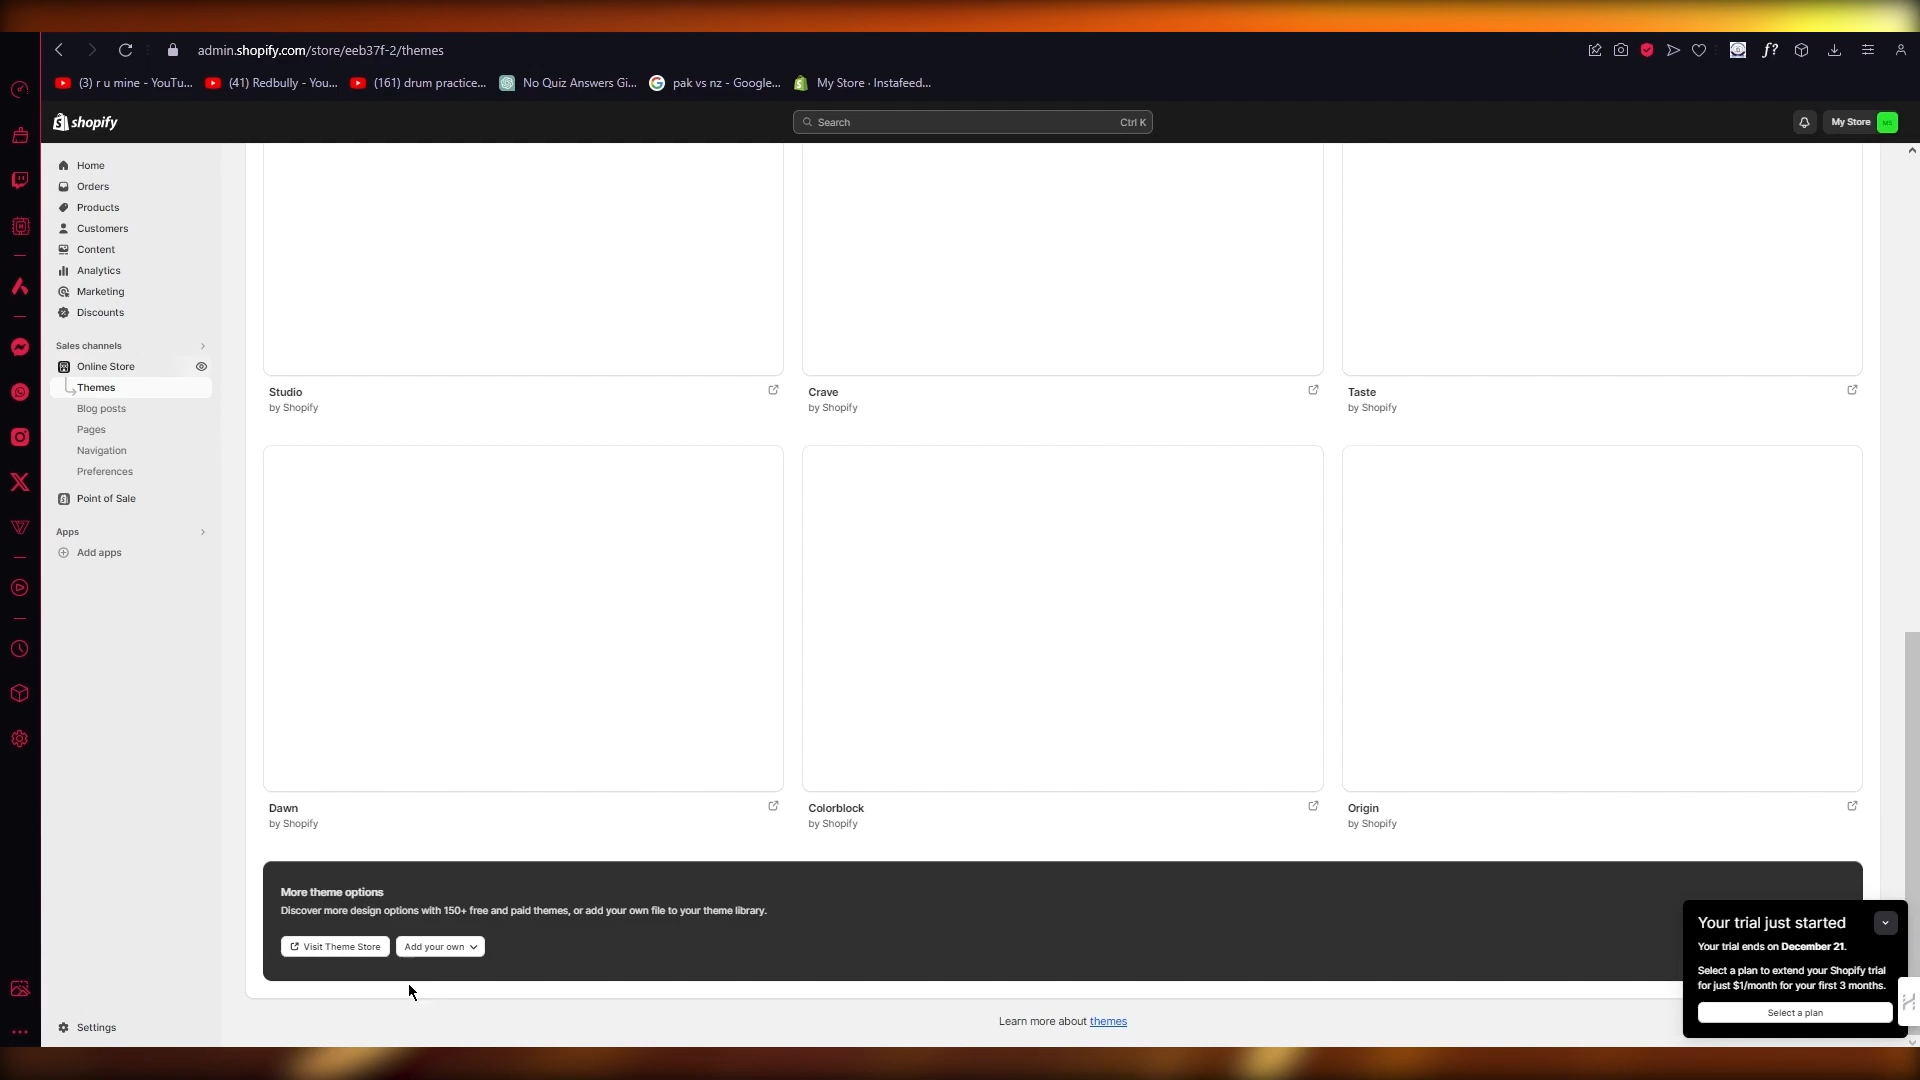 admin.shopify.com/store/eeb37f-2/themes
(3) r u mine - YouTu...
(41) Redbully - You...
(161) drum practice...
No Quiz Answers Gi...
pak vs nz - Google...
My Store · Instafeed...
shopify
Search
Ctrl K
My Store
Home
Orders
Products
Customers
Content
Analytics
Marketing
Discounts
Sales channels
Online Store
Themes
Blog posts
Pages
Navigation
Preferences
Point of Sale
Apps
Add apps
Settings
Studio
by Shopify
Crave
by Shopify
Taste
by Shopify
Dawn
by Shopify
Colorblock
by Shopify
Origin
by Shopify
More theme options
Discover more design options with 150+ free and paid themes, or add your own file to your theme library.
Visit Theme Store
Add your own
Learn more about themes
Your trial just started
Your trial ends on December 21.
Select a plan to extend your Shopify trial
for just $1/month for your first 3 months.
Select a plan